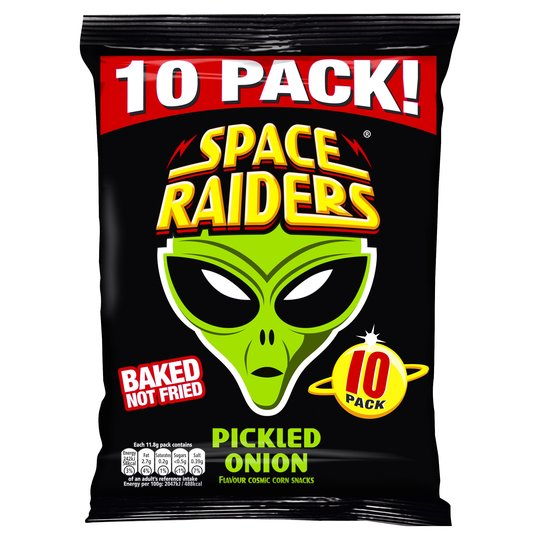 10 PACK!
SPACE
RAIDERS®
BAKED
NOT FRIED
10
PACK
PICKLED
ONION
FLAVOUR COSMIC CORN SNACKS
Each 11.8g pack contains
Energy Fat Saturates Sugars Salt
242kJ 2.7g 0.2g <0.5g 0.39g
58kcal
3% 4% 1% <1% 7%
of an adult's reference intake
Energy per 100g: 2047kJ / 488kcal